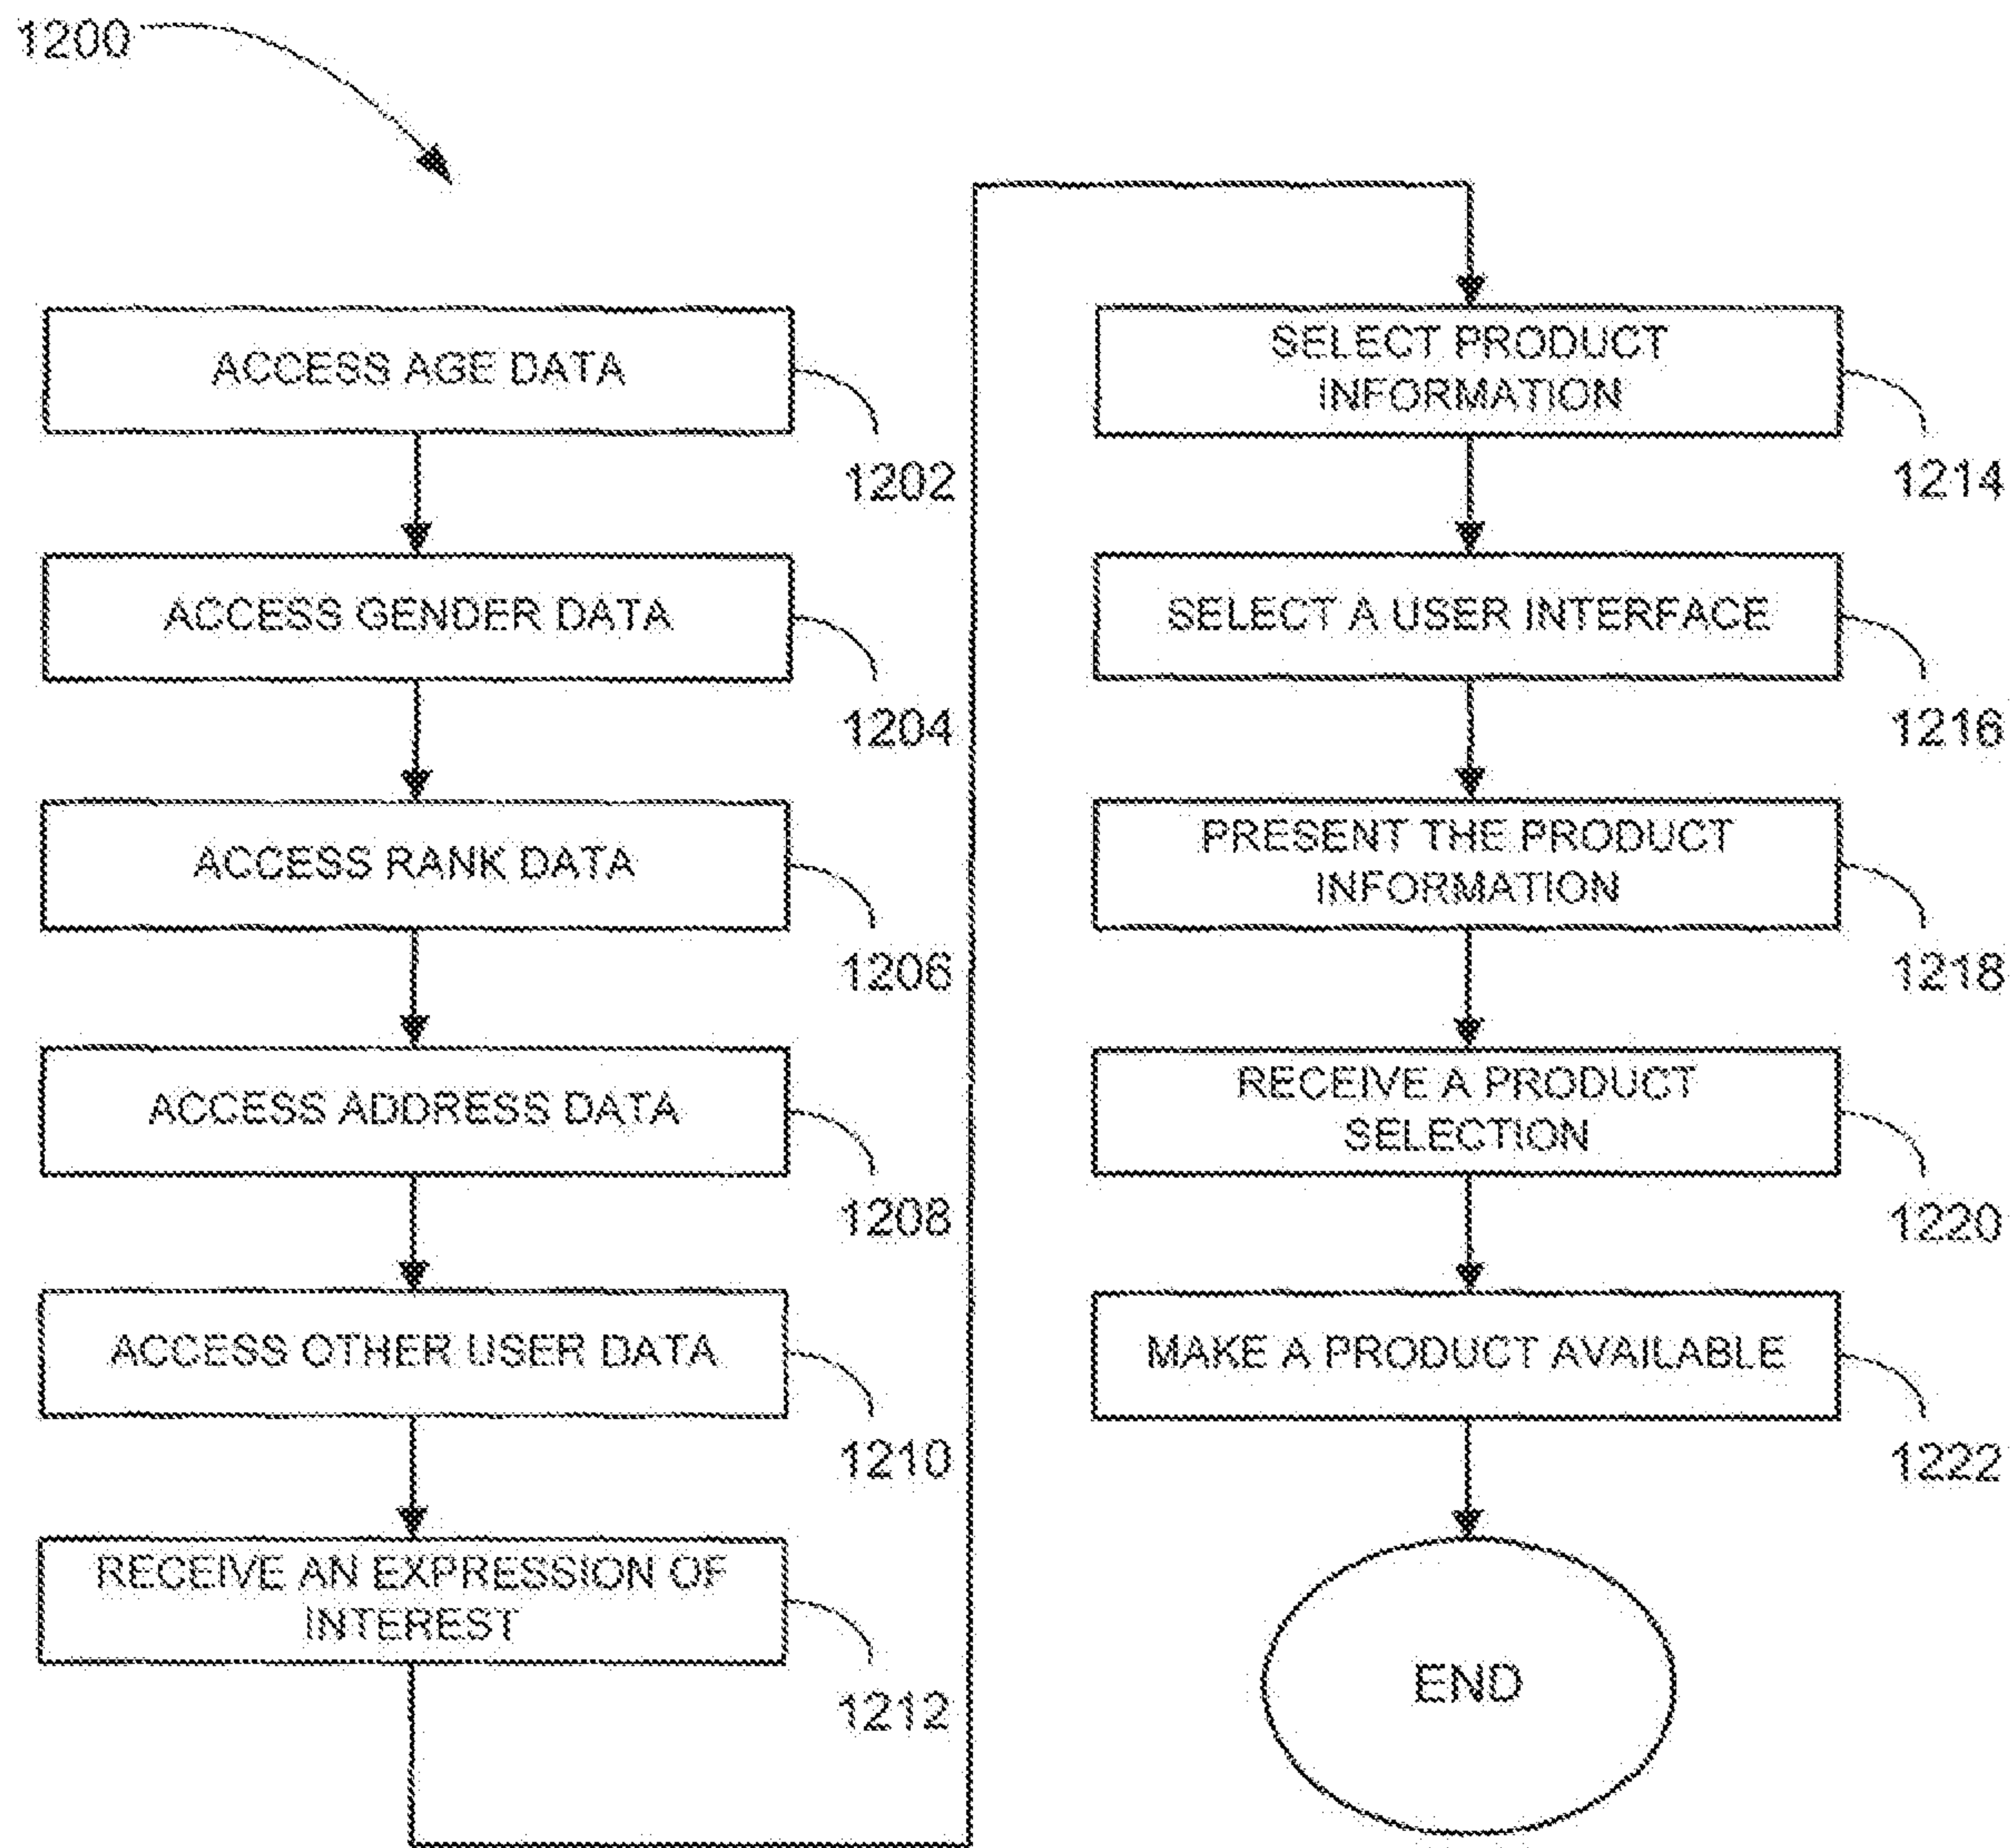 1200
ACCESS AGE DATA
1202
ACCESS GENDER DATA
1204
ACCESS RANK DATA
1206
ACCESS ADDRESS DATA
1208
ACCESS OTHER USER DATA
1210
RECEIVE AN EXPRESSION OF
INTEREST
1212
SELECT PRODUCT
INFORMATION
1214
SELECT A USER INTERFACE
1216
PRESENT THE PRODUCT
INFORMATION
1218
RECEIVE A PRODUCT
SELECTION
1220
MAKE A PRODUCT AVAILABLE
1222
END